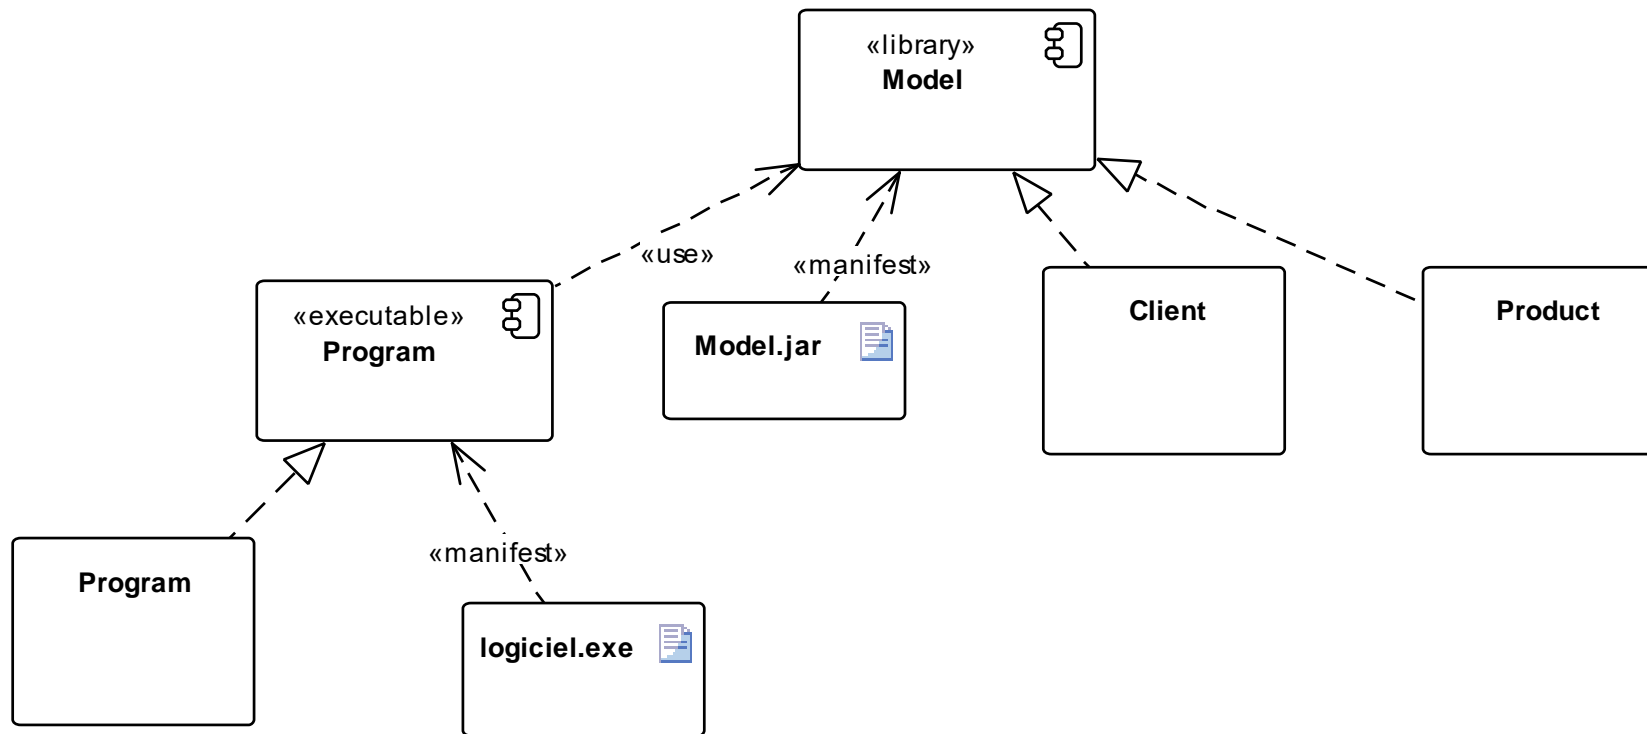 «library»
Model
«use»
«manifest»
«executable»
Program
Model.jar
Client
Product
«manifest»
Program
logiciel.exe